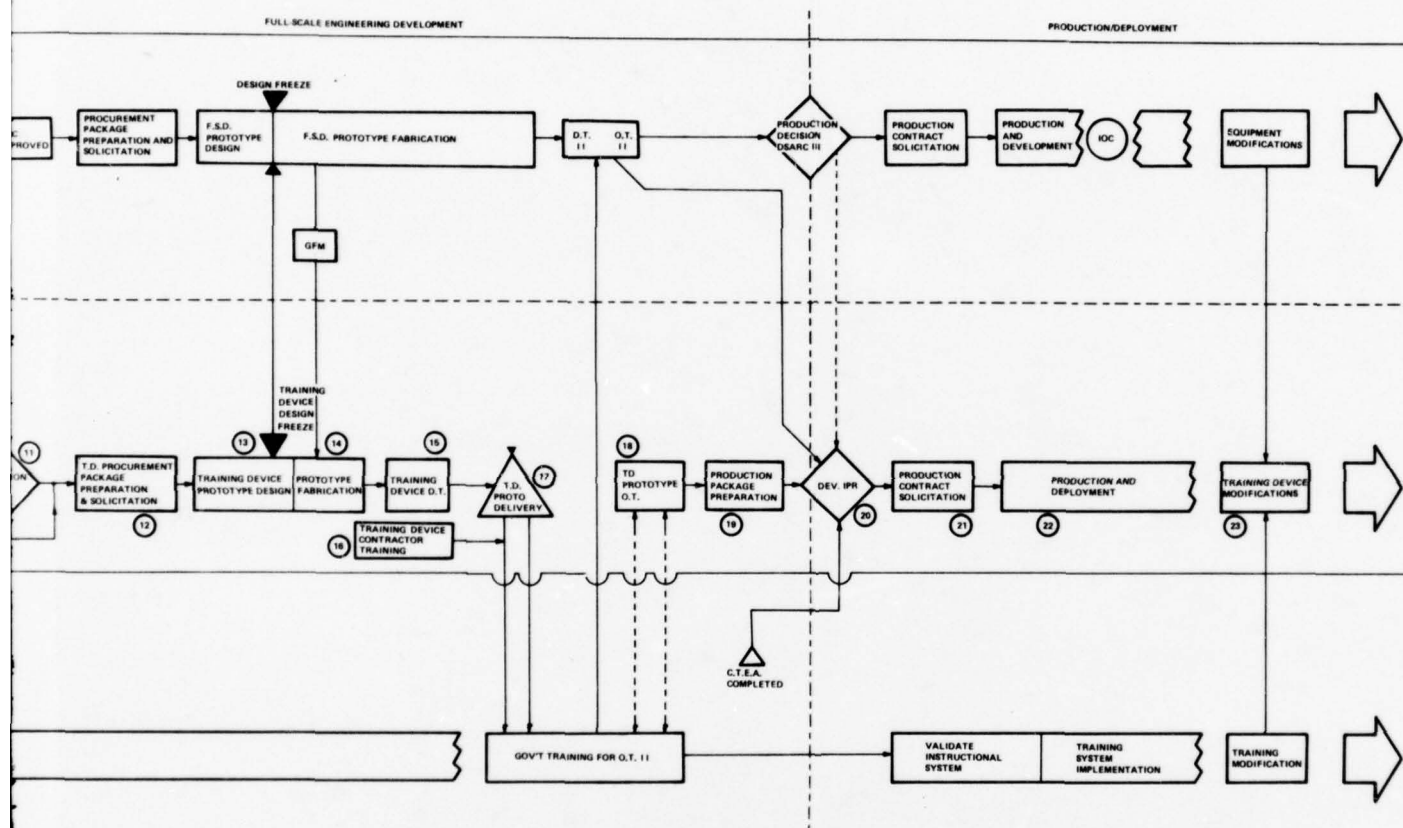 FULL-SCALE ENGINEERING DEVELOPMENT
PRODUCTION/DEPLOYMENT
DESIGN FREEZE
C
PROVED
PROCUREMENT
PACKAGE
PREPARATION AND
SOLICITATION
F.S.D.
PROTOTYPE
DESIGN
F.S.D. PROTOTYPE FABRICATION
D.T. O.T.
II II
PRODUCTION
DECISION
DSARC III
PRODUCTION
CONTRACT
SOLICITATION
PRODUCTION
AND
DEVELOPMENT
IOC
EQUIPMENT
MODIFICATIONS
GFM
TRAINING
DEVICE
DESIGN
FREEZE
11
ION
T.D. PROCUREMENT
PACKAGE
PREPARATION
& SOLICITATION
12
13
TRAINING DEVICE
PROTOTYPE DESIGN
14
PROTOTYPE
FABRICATION
15
TRAINING
DEVICE D.T.
16
TRAINING DEVICE
CONTRACTOR
TRAINING
17
T.D.
PROTO
DELIVERY
18
TD
PROTOTYPE
O.T.
PRODUCTION
PACKAGE
PREPARATION
19
DEV. IPR
20
PRODUCTION
CONTRACT
SOLICITATION
21
PRODUCTION AND
DEPLOYMENT
22
TRAINING DEVICE
MODIFICATIONS
23
C.T.E.A.
COMPLETED
GOV'T TRAINING FOR O.T. II
VALIDATE
INSTRUCTIONAL
SYSTEM
TRAINING
SYSTEM
IMPLEMENTATION
TRAINING
MODIFICATION